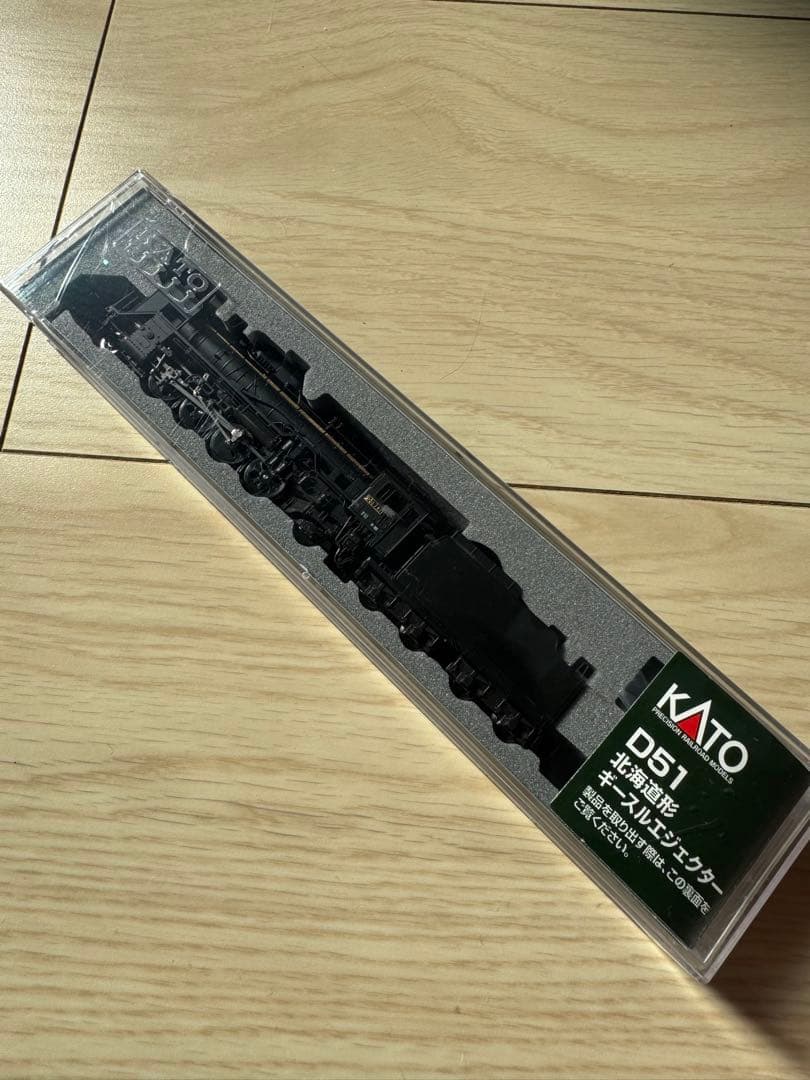 KATO
KATO
PRECISION RAILROAD MODELS
D51
北海道形
ギースルエジェクター
製品を取り出す際は、この裏面を
ご覧ください。